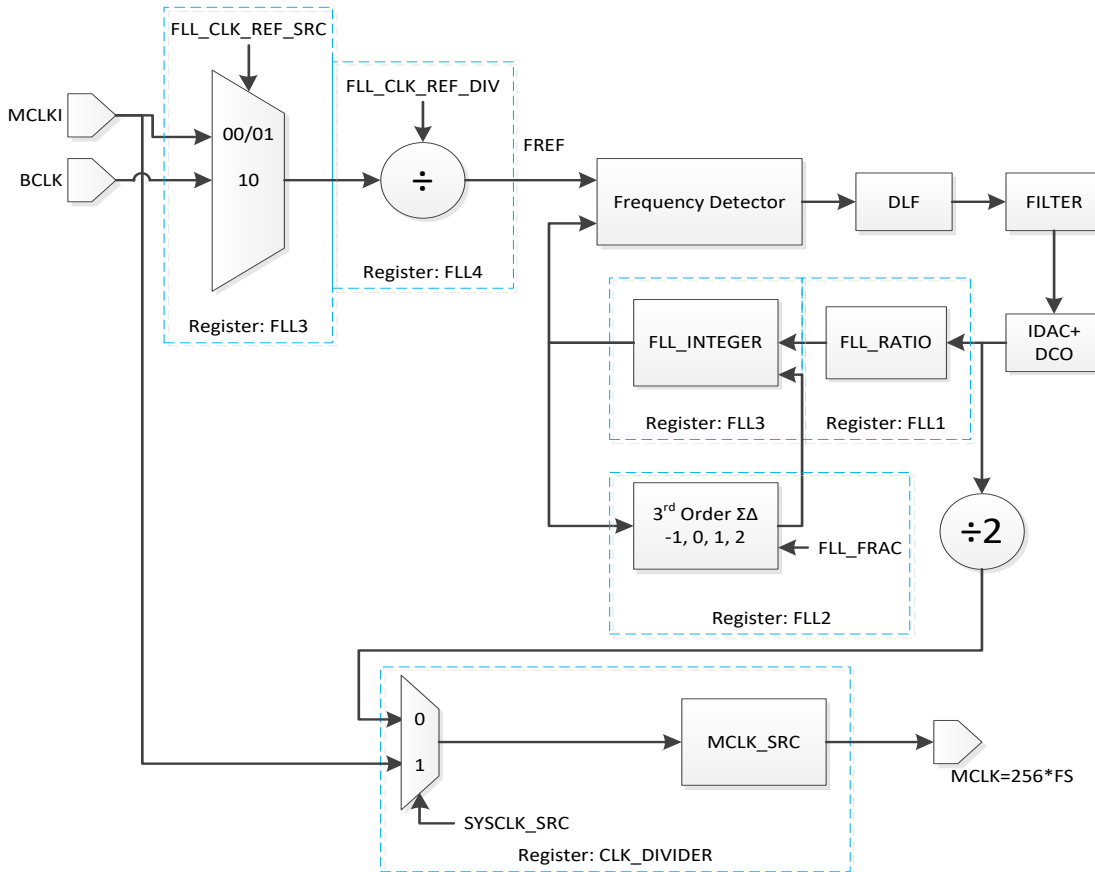 FLL_CLK_REF_SRC
FLL_CLK_REF_DIV
MCLKI
00/01
FREF
BCLK
10
÷
Frequency Detector
DLF
FILTER
Register: FLL4
Register: FLL3
FLL_INTEGER
FLL_RATIO
IDAC+
DCO
Register: FLL3
Register: FLL1
3rd Order ΣΔ
-1, 0, 1, 2
÷2
FLL_FRAC
Register: FLL2
0
MCLK_SRC
1
MCLK=256*FS
SYSCLK_SRC
Register: CLK_DIVIDER